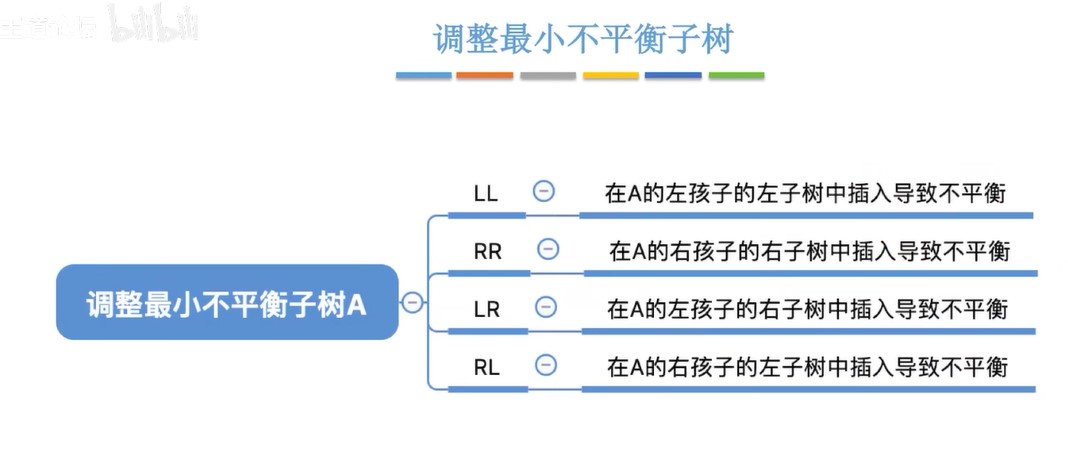 bilibili
调整最小不平衡子树
LL 在A的左孩子的左子树中插入导致不平衡
RR 在A的右孩子的右子树中插入导致不平衡
调整最小不平衡子树A
LR 在A的左孩子的右子树中插入导致不平衡
RL 在A的右孩子的左子树中插入导致不平衡